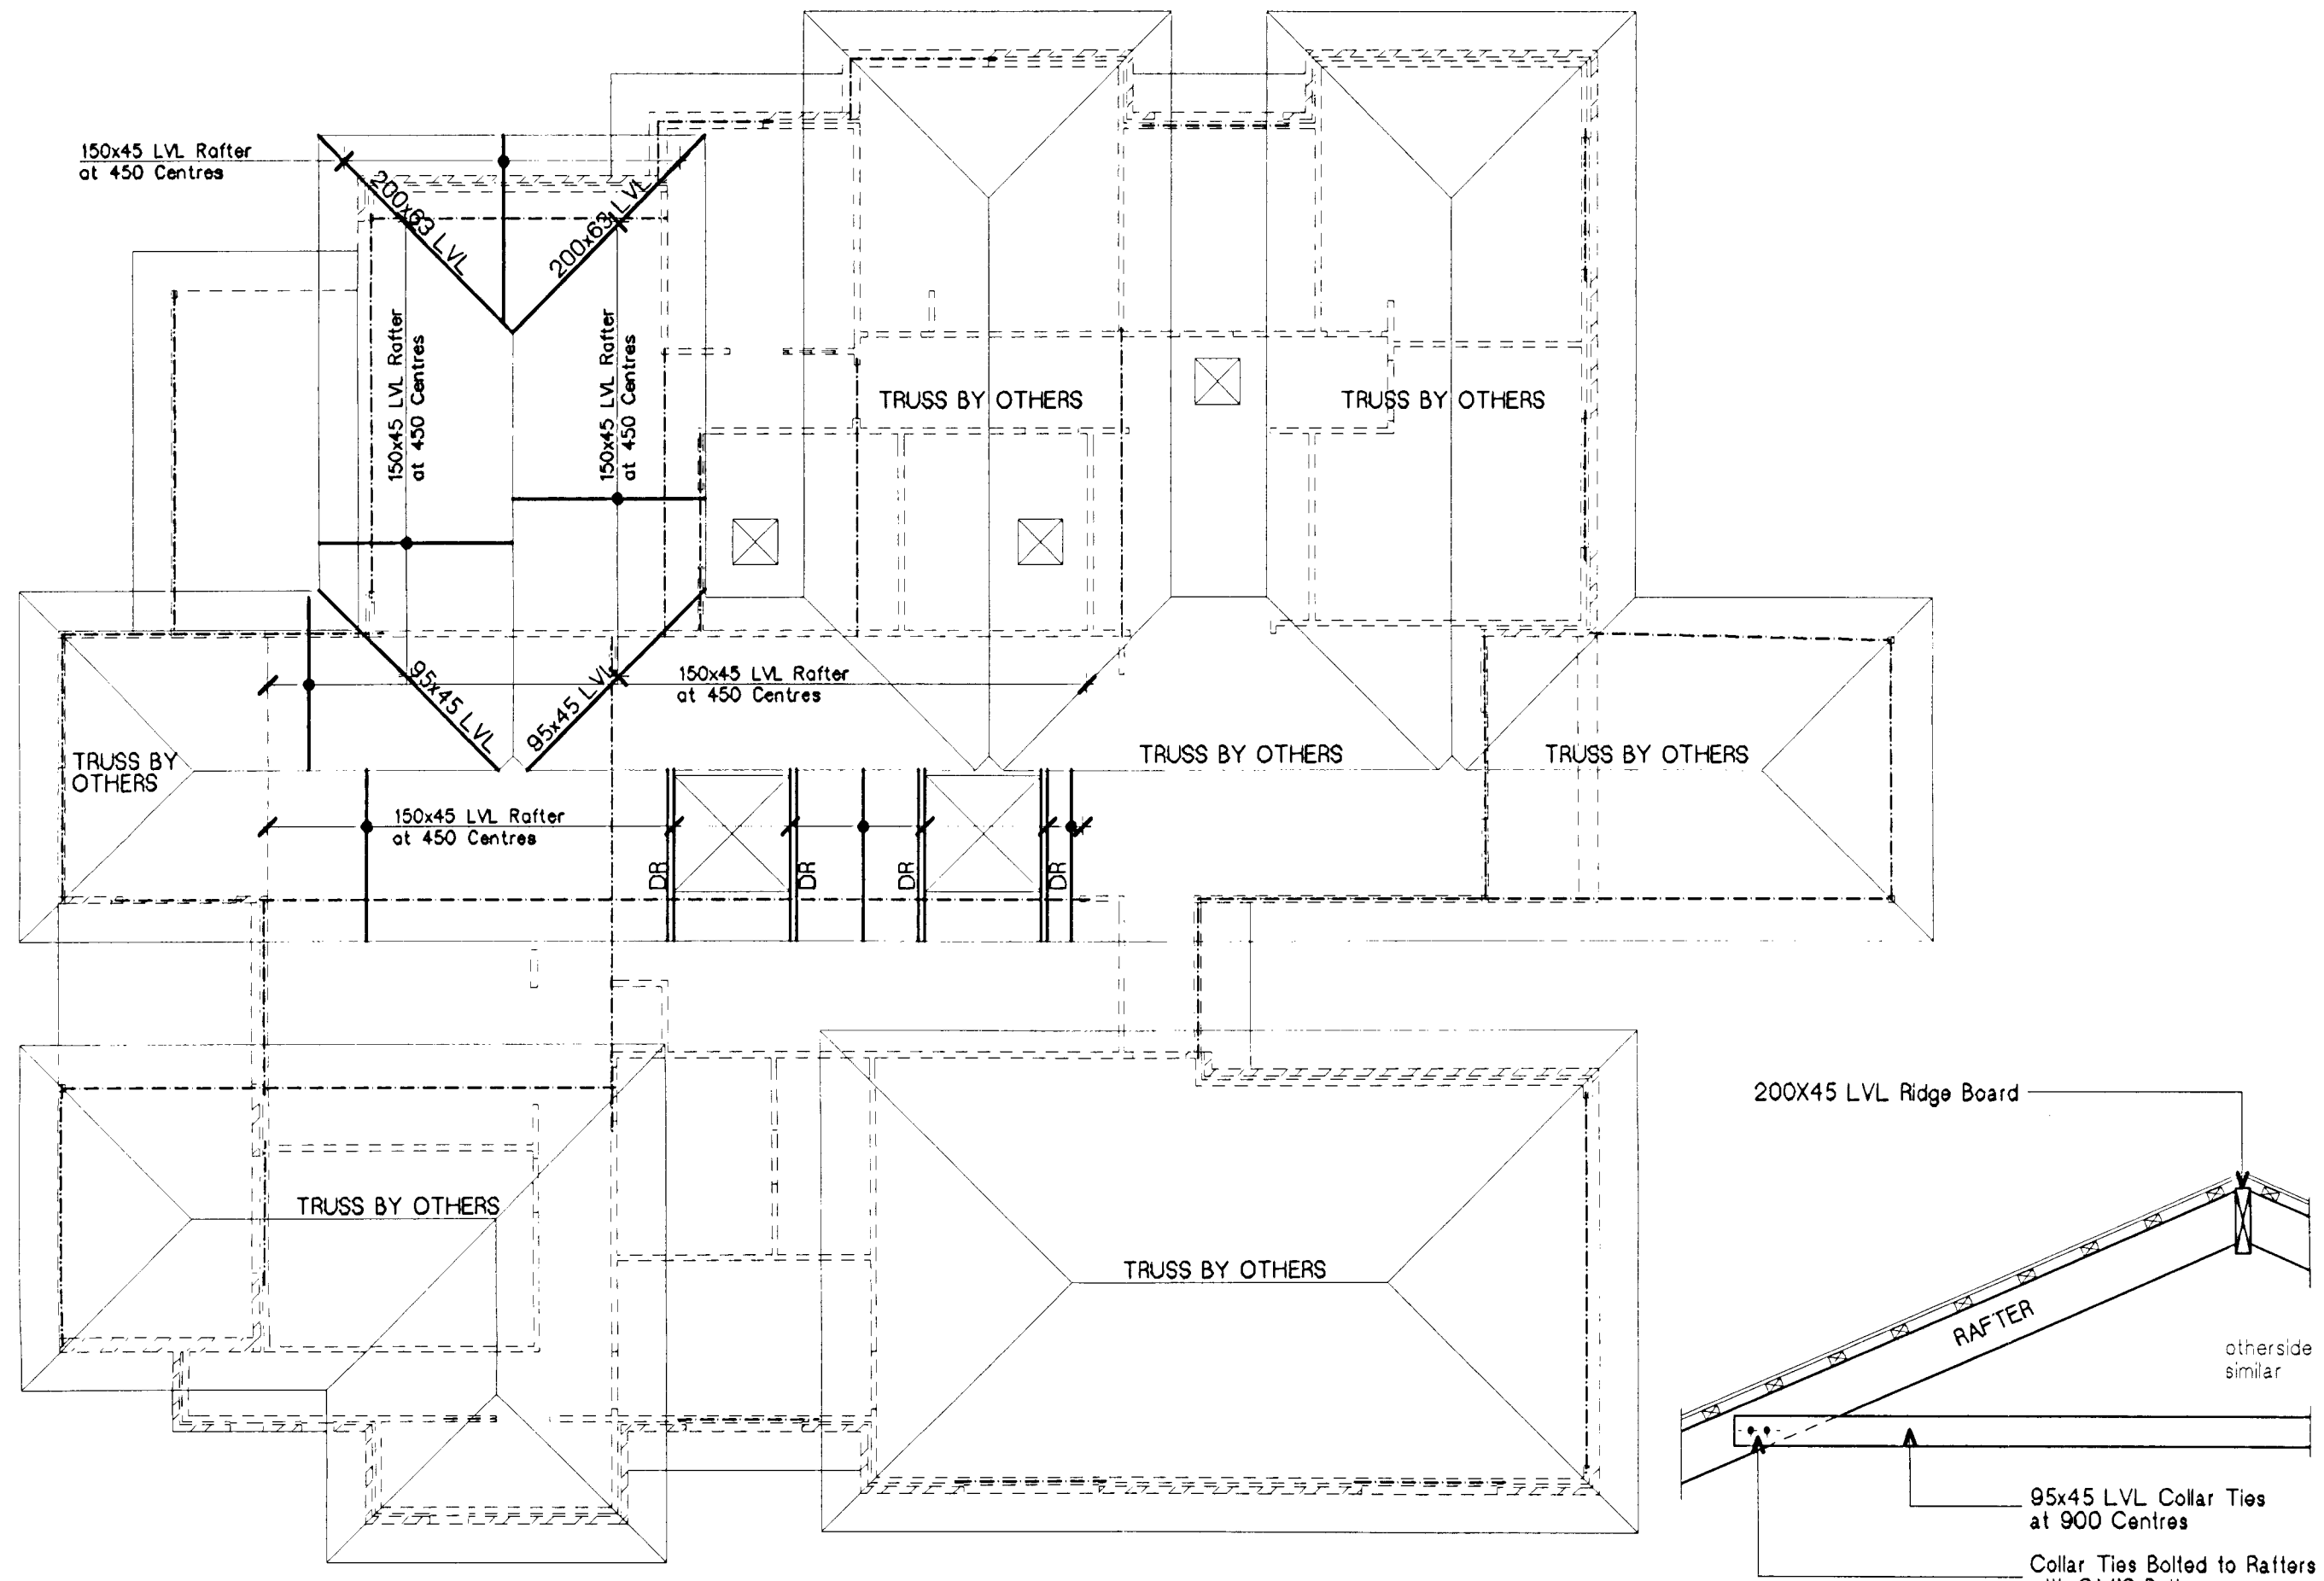 150x45 LVL Rafter
at 450 Centres
200x63 LVL
200x63 LVL
150x45 LVL Rafter
at 450 Centres
150x45 LVL Rafter
at 450 Centres
TRUSS BY OTHERS
TRUSS BY OTHERS
95x45 LVL
95x45 LVL
150x45 LVL Rafter
at 450 Centres
TRUSS BY
OTHERS
TRUSS BY OTHERS
TRUSS BY OTHERS
150x45 LVL Rafter
at 450 Centres
DR
DR
DR
DR
200X45 LVL Ridge Board
TRUSS BY OTHERS
TRUSS BY OTHERS
RAFTER
otherside
similar
95x45 LVL Collar Ties
at 900 Centres
Collar Ties Bolted to Rafters